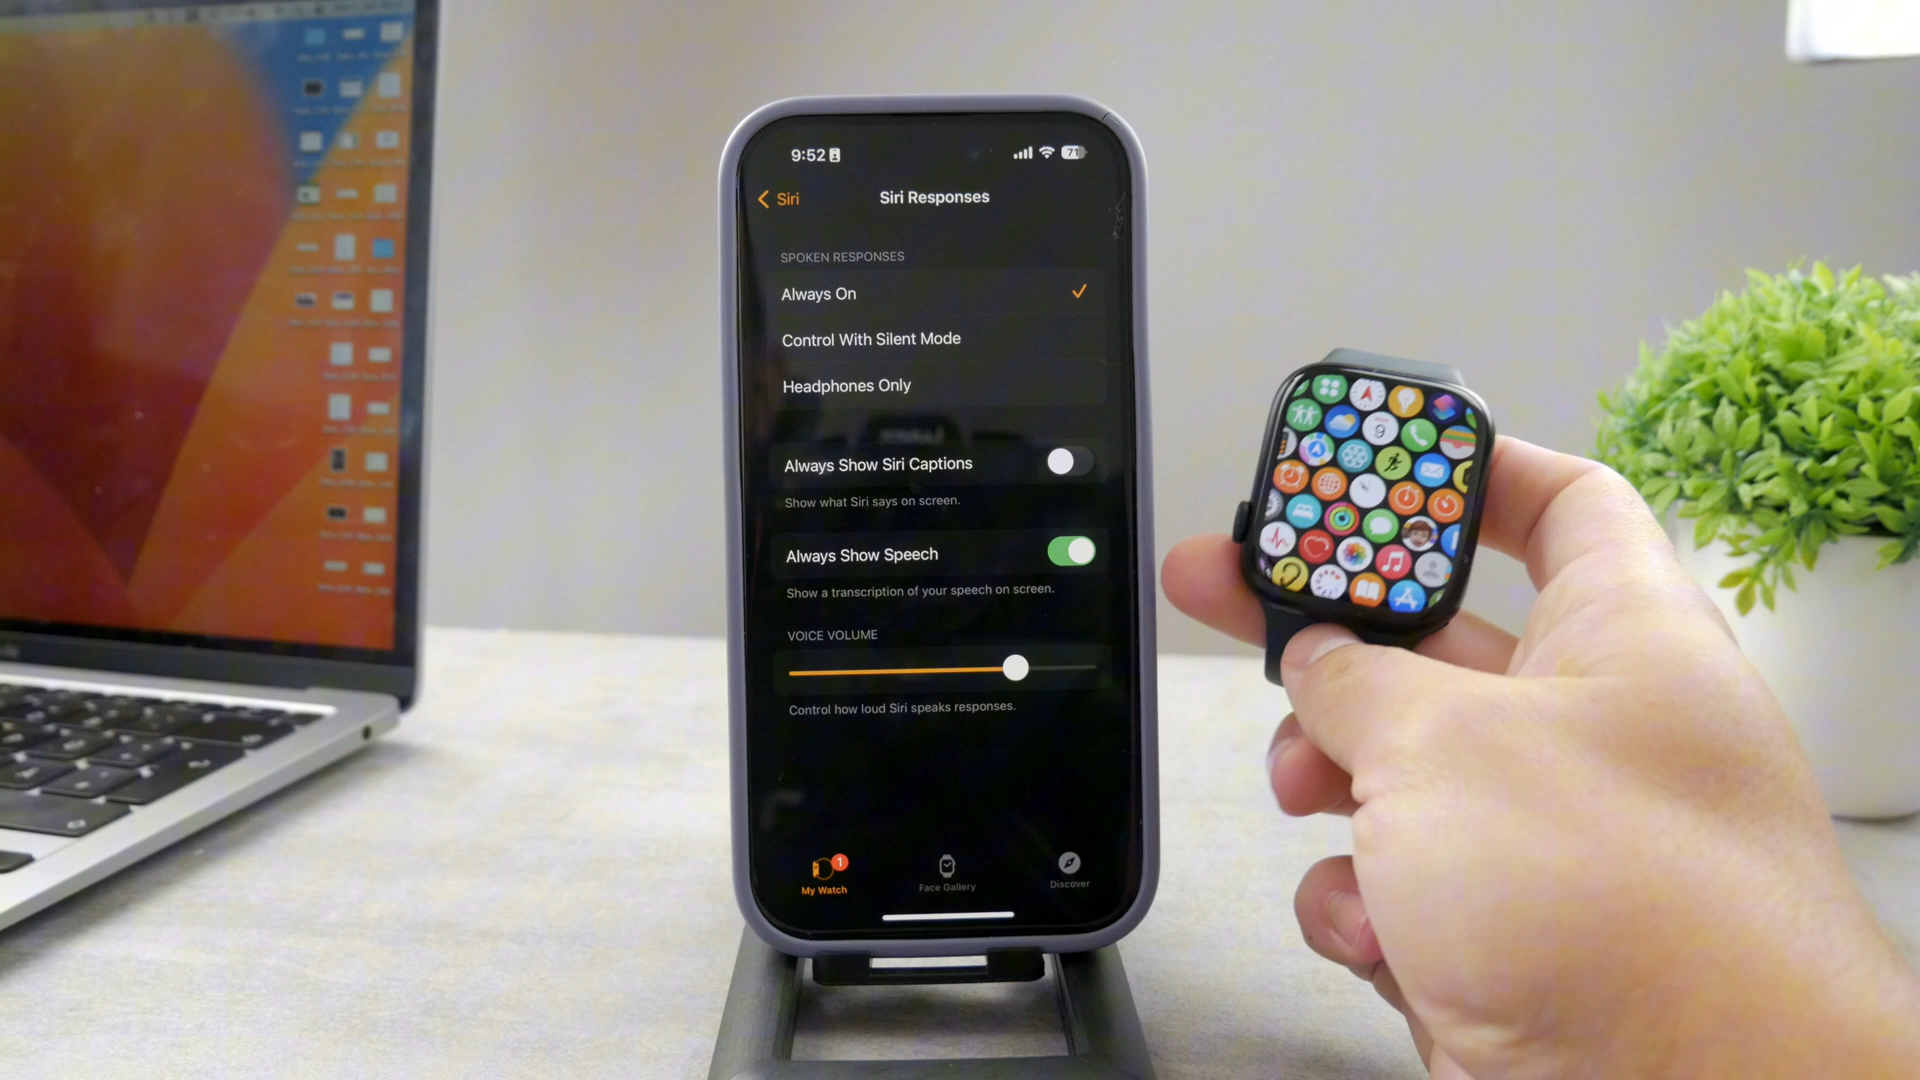 9:52
71
Siri
Siri Responses
SPOKEN RESPONSES
Always On
Control With Silent Mode
Headphones Only
Always Show Siri Captions
Show what Siri says on screen.
Always Show Speech
Show a transcription of your speech on screen.
VOICE VOLUME
Control how loud Siri speaks responses.
1
My Watch
Face Gallery
Discover
9